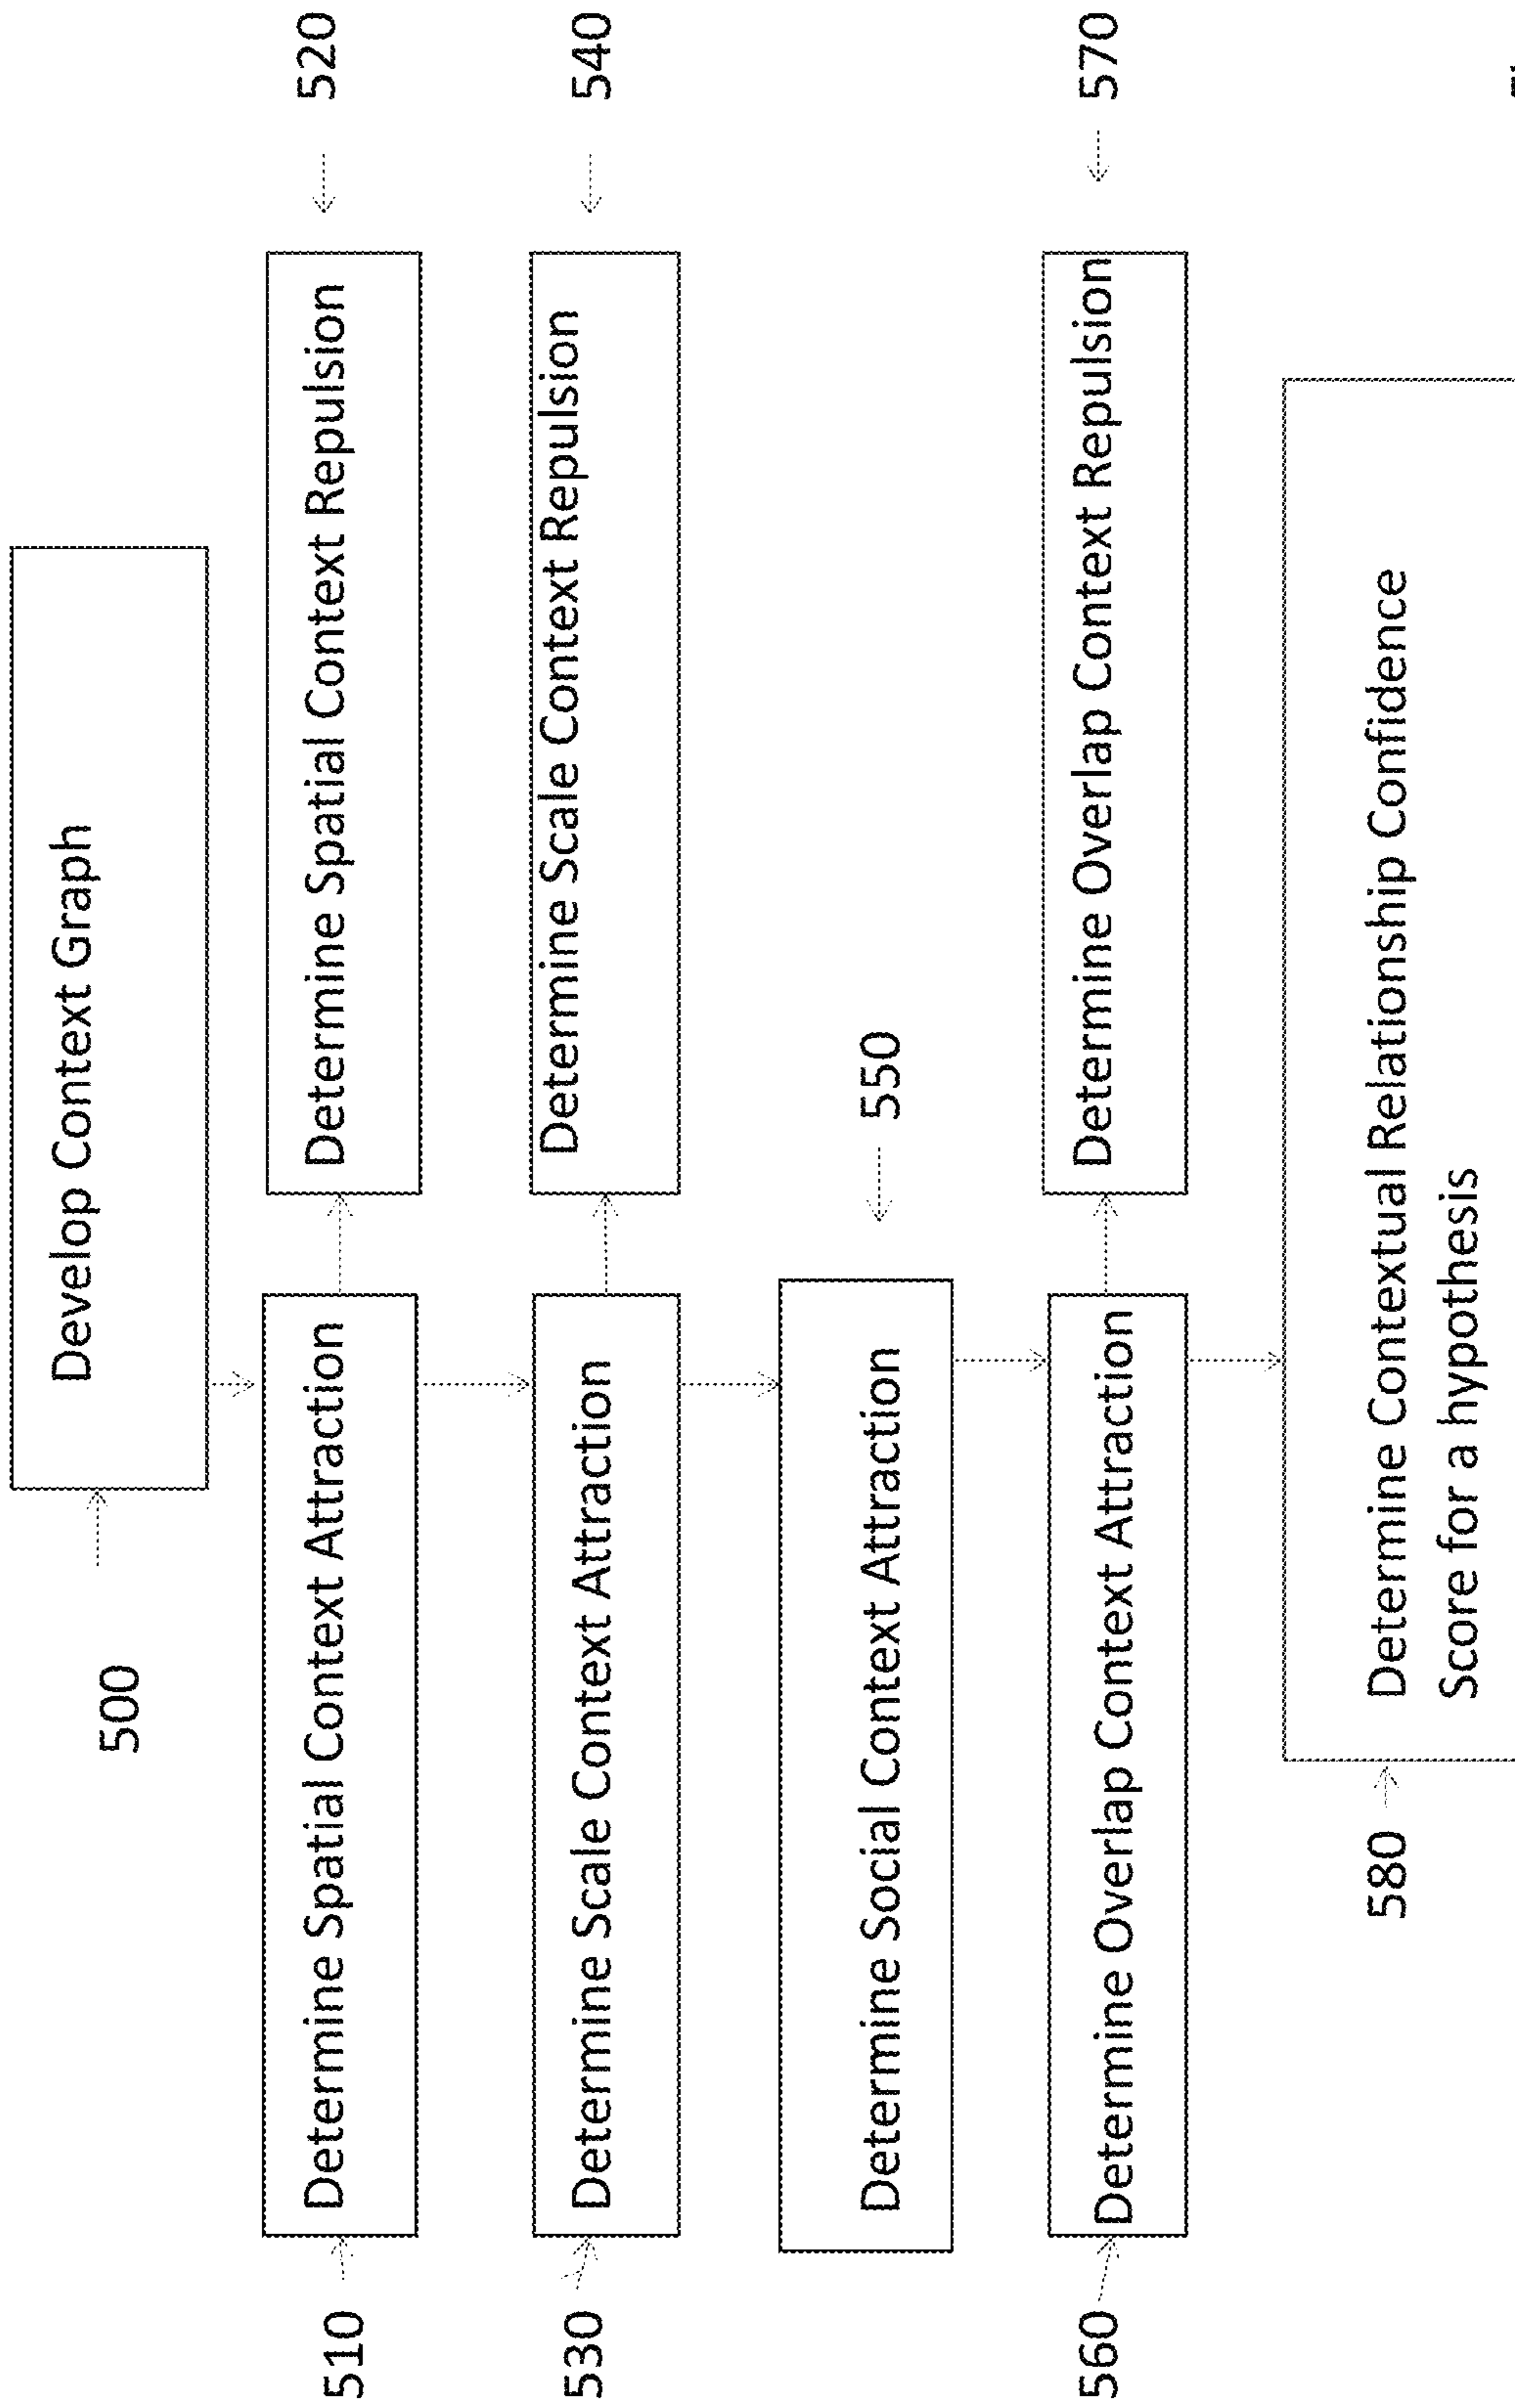 500
Develop Context Graph
510
Determine Spatial Context Attraction
Determine Spatial Context Repulsion
520
530
Determine Scale Context Attraction
Determine Scale Context Repulsion
540
Determine Social Context Attraction
550
560
Determine Overlap Context Attraction
Determine Overlap Context Repulsion
570
580
Determine Contextual Relationship Confidence
Score for a hypothesis